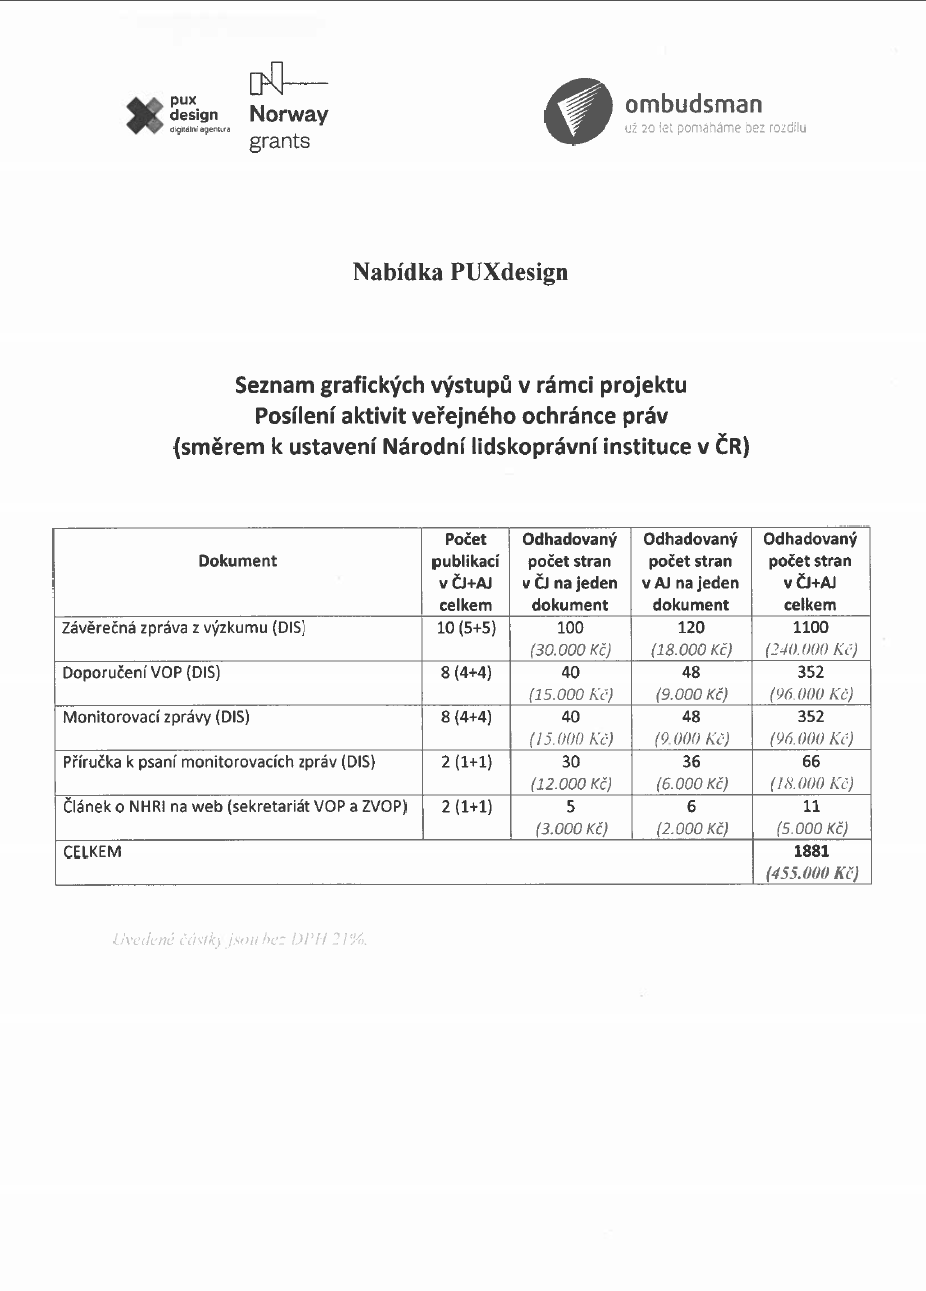 pux
design
digitální agentura
Norway
grants
ombudsman
už 20 let pomáháme bez rozdílu
Nabídka PUXdesign
Seznam grafických výstupů v rámci projektu
Posílení aktivit veřejného ochránce práv
(směrem k ustavení Národní lidskoprávní instituce v ČR)
Dokument
Počet
publikací
v ČJ+AJ
celkem
Odhadovaný
počet stran
v ČJ na jeden
dokument
Odhadovaný
počet stran
v AJ na jeden
dokument
Odhadovaný
počet stran
v ČJ+AJ
celkem
Závěrečná zpráva z výzkumu (DIS) 10 (5+5) 100 120 1100
(30.000 Kč) (18.000 Kč) (240.000 Kč)
Doporučení VOP (DIS) 8 (4+4) 40 48 352
(15.000 Kč) (9.000 Kč) (96.000 Kč)
Monitorovací zprávy (DIS) 8 (4+4) 40 48 352
(15.000 Kč) (9.000 Kč) (96.000 Kč)
Příručka k psaní monitorovacích zpráv (DIS) 2 (1+1) 30 36 66
(12.000 Kč) (6.000 Kč) (18.000 Kč)
Článek o NHRI na web (sekretariát VOP a ZVOP) 2 (1+1) 5 6 11
(3.000 Kč) (2.000 Kč) (5.000 Kč)
CELKEM 1881
(455.000 Kč)
Uvedené částky jsou bez DPH 21%.